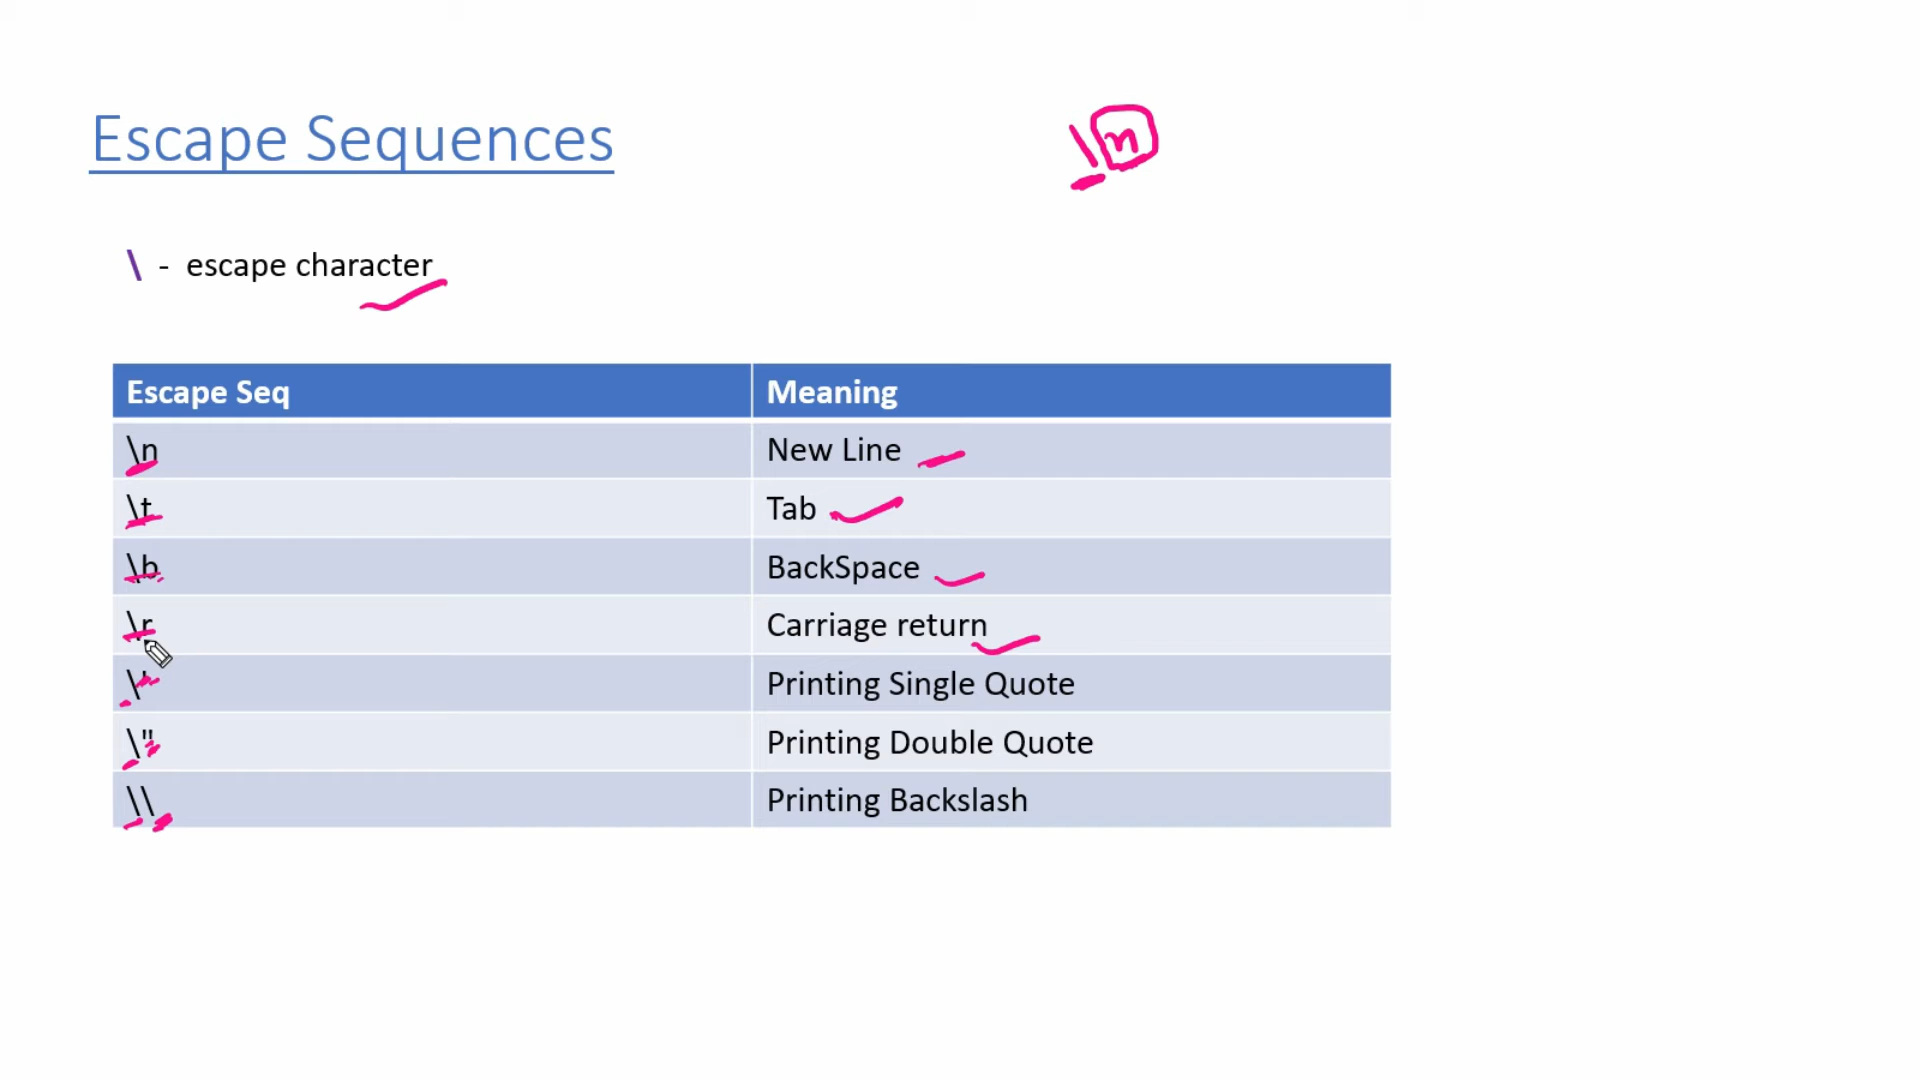 Escape Sequences
\n
\ - escape character
Escape Seq Meaning
\n New Line
\t Tab
\b BackSpace
\r Carriage return
\' Printing Single Quote
\" Printing Double Quote
\\ Printing Backslash